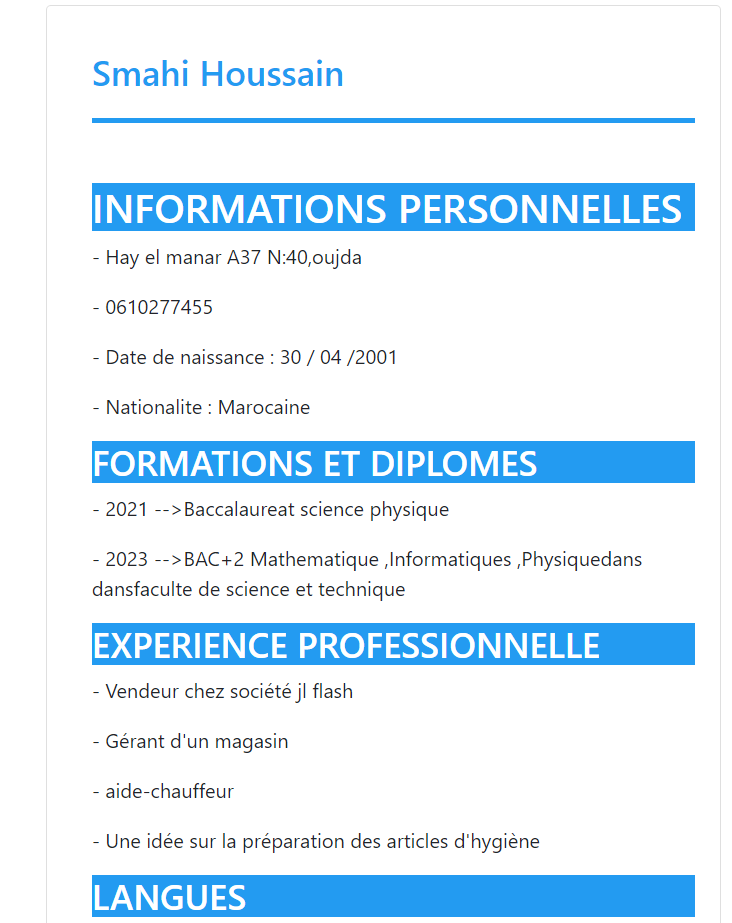 Smahi Houssain
INFORMATIONS PERSONNELLES
- Hay el manar A37 N:40,oujda
- 0610277455
- Date de naissance : 30 / 04 /2001
- Nationalite : Marocaine
FORMATIONS ET DIPLOMES
- 2021 -->Baccalaureat science physique
- 2023 -->BAC+2 Mathematique ,Informatiques ,Physiquedans
dansfaculte de science et technique
EXPERIENCE PROFESSIONNELLE
- Vendeur chez société jl flash
- Gérant d'un magasin
- aide-chauffeur
- Une idée sur la préparation des articles d'hygiène
LANGUES